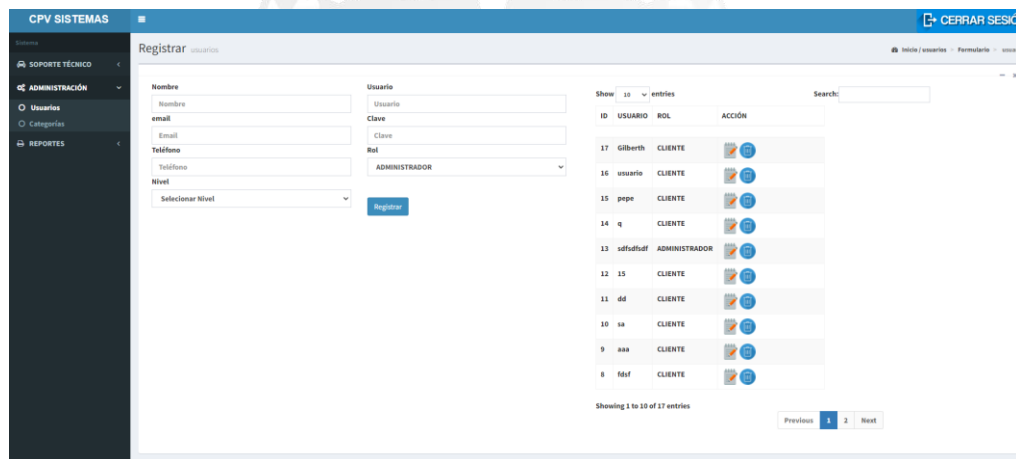 CPV SISTEMAS
CERRAR SESIÓ
Sistema
Registrar usuarios
Inicio / usuarios > Formulario >
SOPORTE TÉCNICO
ADMINISTRACIÓN
Usuarios
Categorías
REPORTES
Nombre
Nombre
email
Email
Teléfono
Teléfono
Nivel
Selecionar Nivel
Usuario
Usuario
Clave
Clave
Rol
ADMINISTRADOR
Registrar
Show 10 entries
Search:
ID USUARIO ROL ACCIÓN
17 Gilberth CLIENTE
16 usuario CLIENTE
15 pepe CLIENTE
14 q CLIENTE
13 sdfsdfsdf ADMINISTRADOR
12 15 CLIENTE
11 dd CLIENTE
10 sa CLIENTE
9 aaa CLIENTE
8 fdsf CLIENTE
Showing 1 to 10 of 17 entries
Previous 1 2 Next